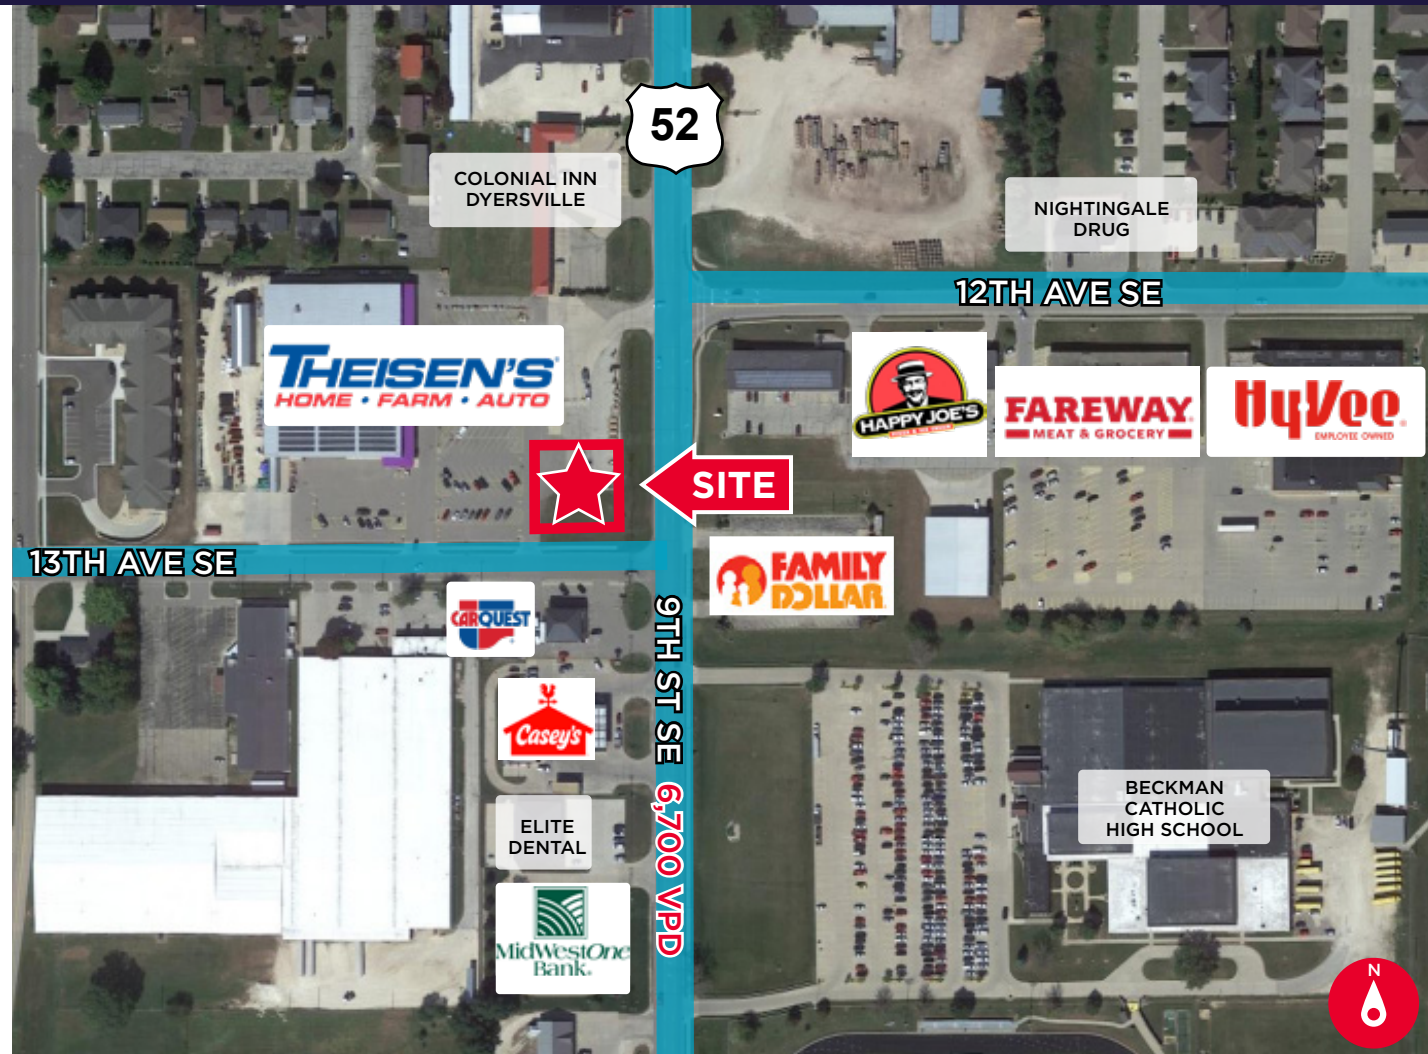 52
COLONIAL INN
DYERSVILLE
NIGHTINGALE
DRUG
12TH AVE SE
THEISEN'S
HOME • FARM • AUTO
HAPPY JOE'S
FAREWAY
MEAT & GROCERY
HyVee
EMPLOYEE OWNED
SITE
13TH AVE SE
FAMILY
DOLLAR
CARQUEST
9TH ST SE 6,700 VPD
Casey's
ELITE
DENTAL
BECKMAN
CATHOLIC
HIGH SCHOOL
MidWestOne
Bank
N